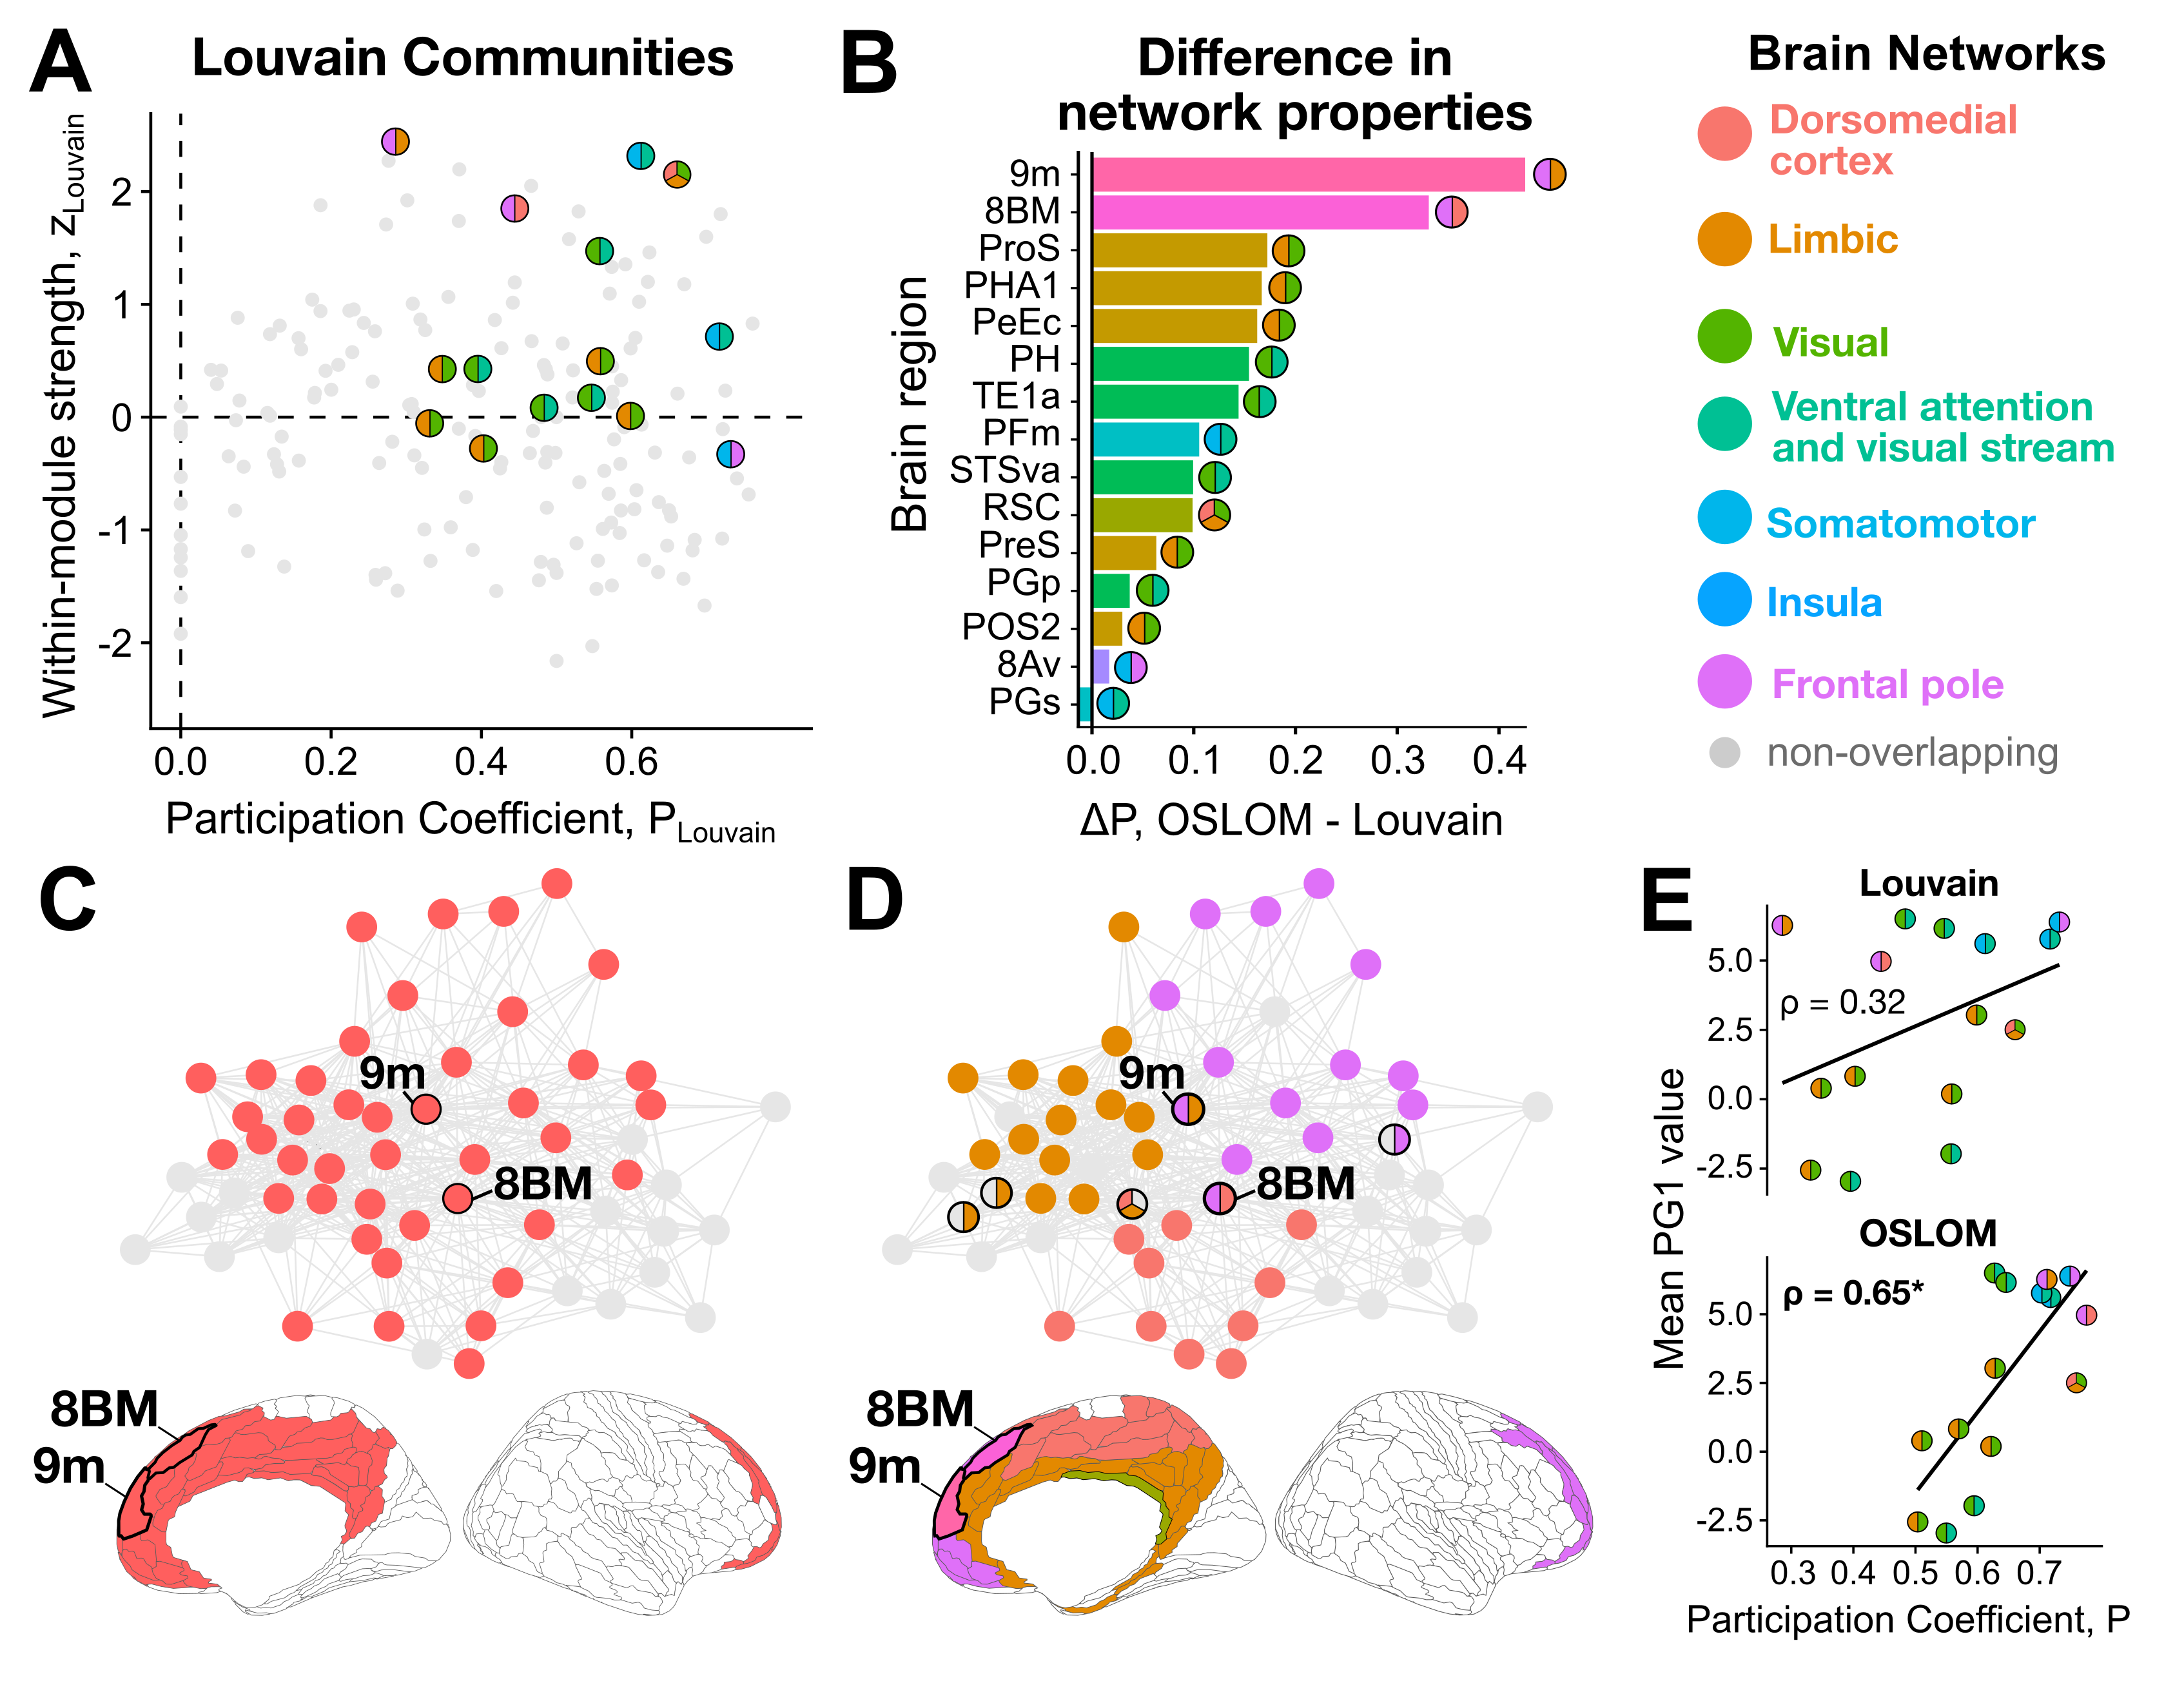 A
Louvain Communities
Within-module strength, zLouvain
2
1
0
-1
-2
0.0 0.2 0.4 0.6
Participation Coefficient, PLouvain
B
Difference in
network properties
Brain region
9m
8BM
ProS
PHA1
PeEc
PH
TE1a
PFm
STSva
RSC
PreS
PGp
POS2
8Av
PGs
0.0 0.1 0.2 0.3 0.4
ΔP, OSLOM - Louvain
Brain Networks
Dorsomedial
cortex
Limbic
Visual
Ventral attention
and visual stream
Somatomotor
Insula
Frontal pole
non-overlapping
C
9m
8BM
8BM
9m
D
9m
8BM
8BM
9m
E
Mean PG1 value
Louvain
5.0
2.5
0.0
-2.5
ρ = 0.32
OSLOM
5.0
2.5
0.0
-2.5
ρ = 0.65*
0.3 0.4 0.5 0.6 0.7
Participation Coefficient, P